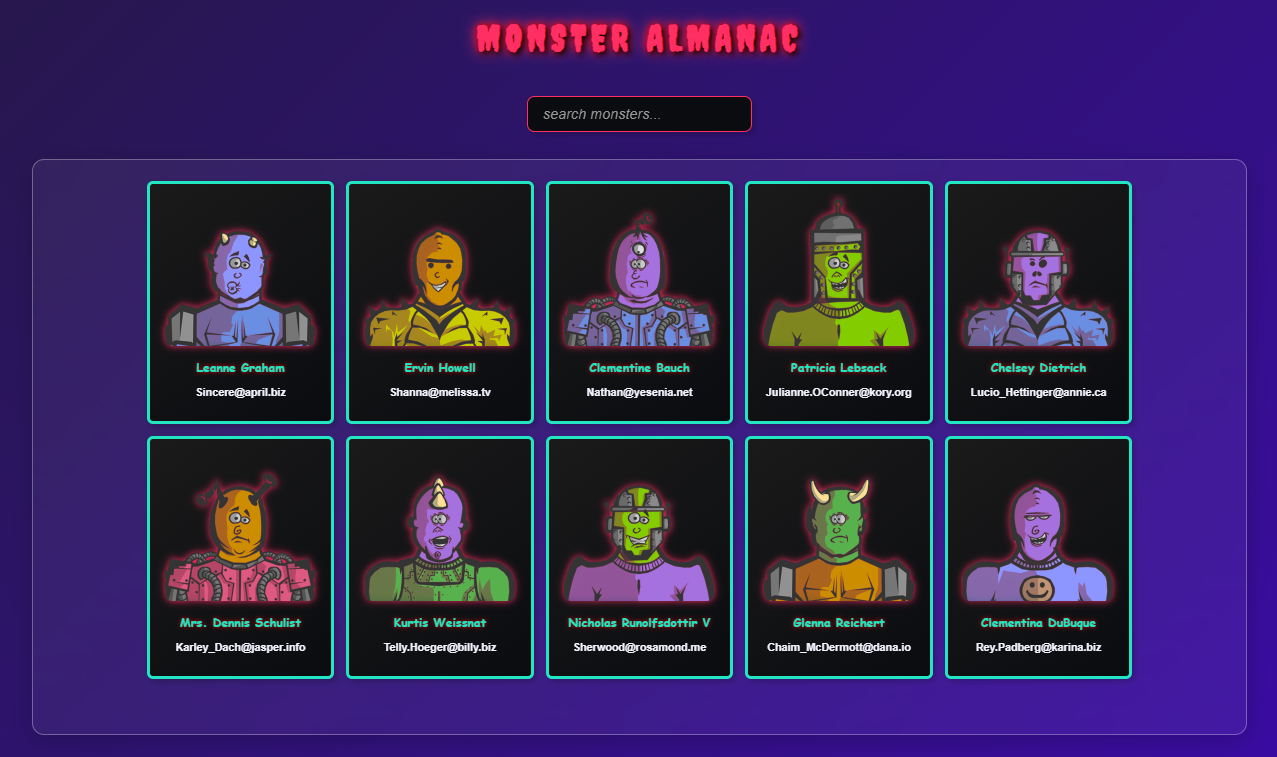 MONSTER ALMANAC
search monsters...
Leanne Graham
Sincere@april.biz
Ervin Howell
Shanna@melissa.tv
Clementine Bauch
Nathan@yesenia.net
Patricia Lebsack
Julianne.OConner@kory.org
Chelsey Dietrich
Lucio_Hettinger@annie.ca
Mrs. Dennis Schulist
Karley_Dach@jasper.info
Kurtis Weissnat
Telly.Hoeger@billy.biz
Nicholas Runolfsdottir V
Sherwood@rosamond.me
Glenna Reichert
Chaim_McDermott@dana.io
Clementina DuBuque
Rey.Padberg@karina.biz